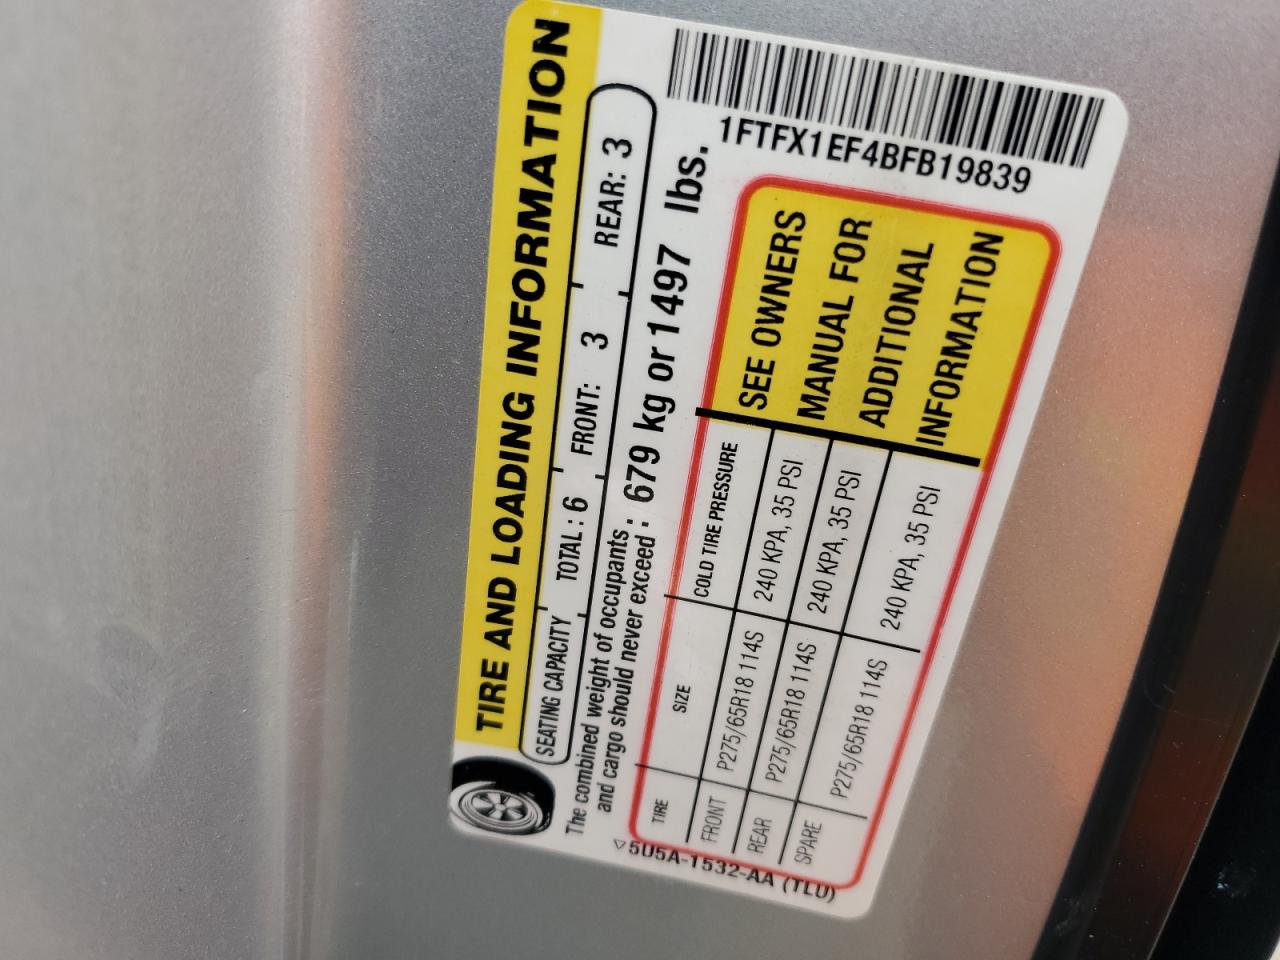 TIRE AND LOADING INFORMATION
SEATING CAPACITY TOTAL: 6 FRONT: 3 REAR: 3
The combined weight of occupants
and cargo should never exceed: 679 kg or 1497 lbs.
TIRE SIZE COLD TIRE PRESSURE
FRONT P275/65R18 114S 240 KPA, 35 PSI
REAR P275/65R18 114S 240 KPA, 35 PSI
SPARE P275/65R18 114S 240 KPA, 35 PSI
SEE OWNERS
MANUAL FOR
ADDITIONAL
INFORMATION
1FTFX1EF4BFB19839
5U5A-1532-AA (TLU)